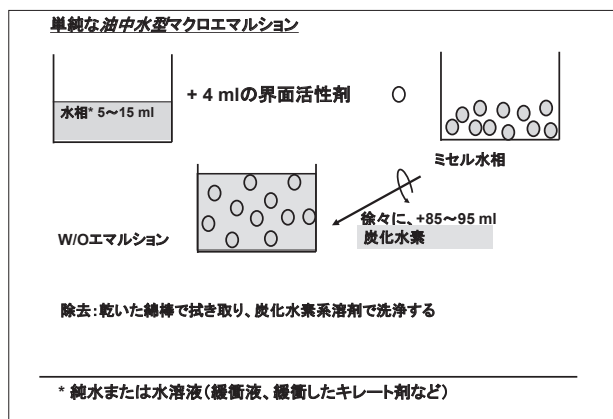 単純な油中水型マクロエマルション
水相* 5～15 ml
+ 4 mlの界面活性剤
ミセル水相
徐々に、+85～95 ml
炭化水素
W/Oエマルション
除去：乾いた綿棒で拭き取り、炭化水素系溶剤で洗浄する
* 純水または水溶液（緩衝液、緩衝したキレート剤など）